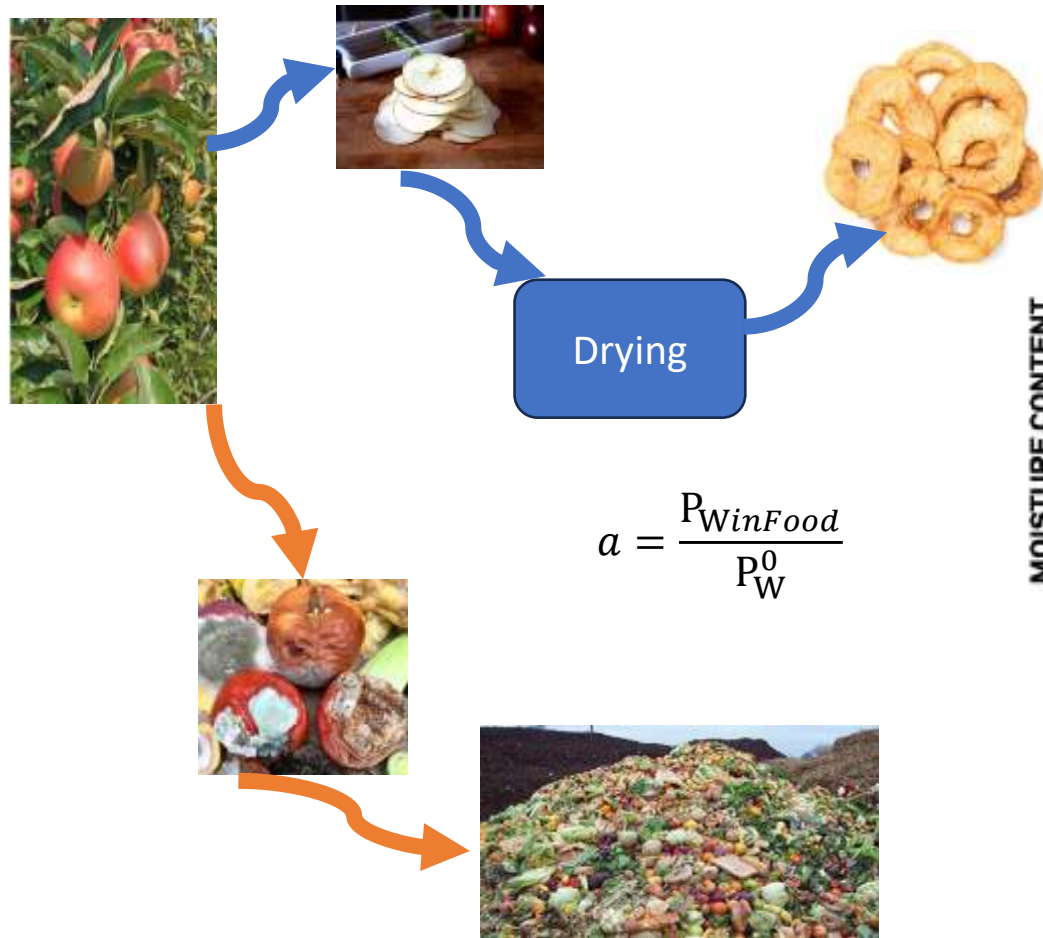 Drying
MOISTURE CONTENT
a = P_WinFood / P_W^0